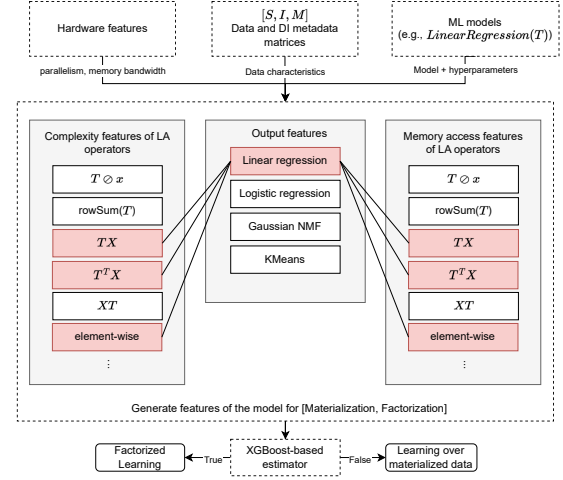 Hardware features
[S, I, M]
Data and DI metadata
matrices
ML models
(e.g., LinearRegression(T))
parallelism, memory bandwidth
Data characteristics
Model + hyperparameters
Complexity features of LA
operators
T ⊘ x
rowSum(T)
TX
T^T X
XT
element-wise
⋮
Output features
Linear regression
Logistic regression
Gaussian NMF
KMeans
Memory access features
of LA operators
T ⊘ x
rowSum(T)
TX
T^T X
XT
element-wise
⋮
Generate features of the model for [Materialization, Factorization]
Factorized
Learning
True
XGBoost-based
estimator
False
Learning over
materialized data